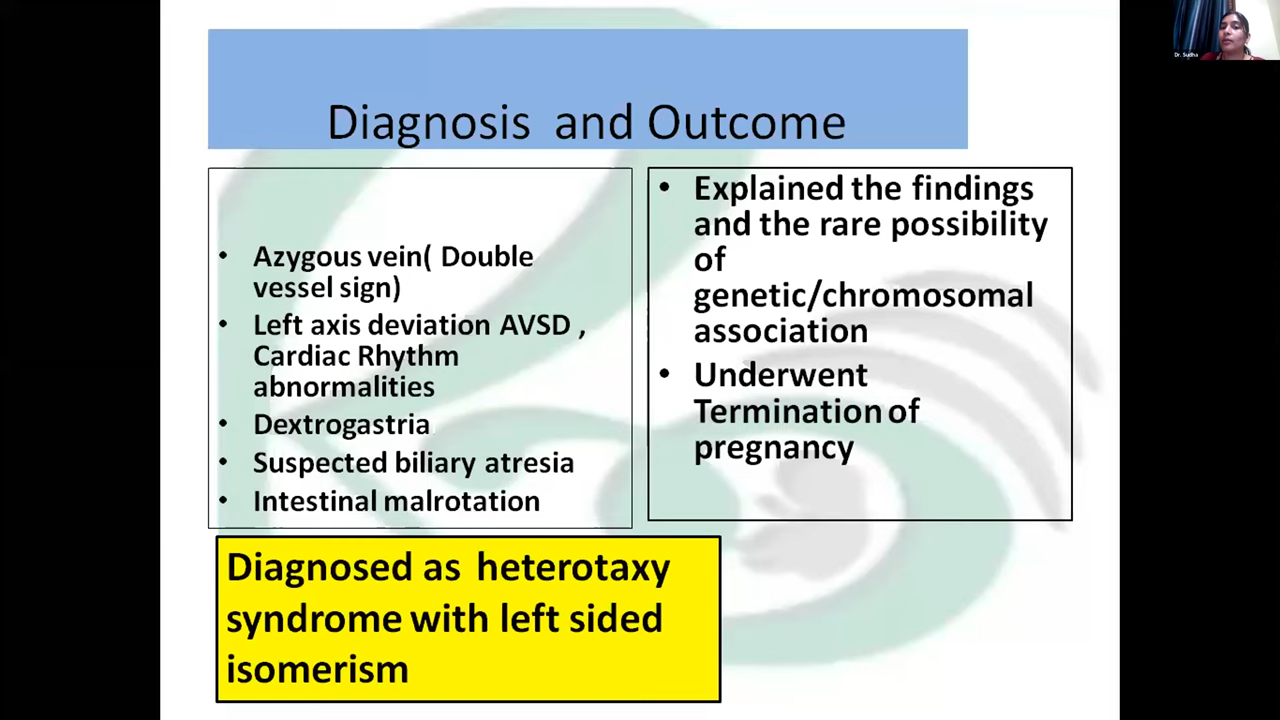 Diagnosis and Outcome
• Azygous vein( Double
vessel sign)
• Left axis deviation AVSD ,
Cardiac Rhythm
abnormalities
• Dextrogastria
• Suspected biliary atresia
• Intestinal malrotation
• Explained the findings
and the rare possibility
of
genetic/chromosomal
association
• Underwent
Termination of
pregnancy
Diagnosed as heterotaxy
syndrome with left sided
isomerism
Dr. Sudha